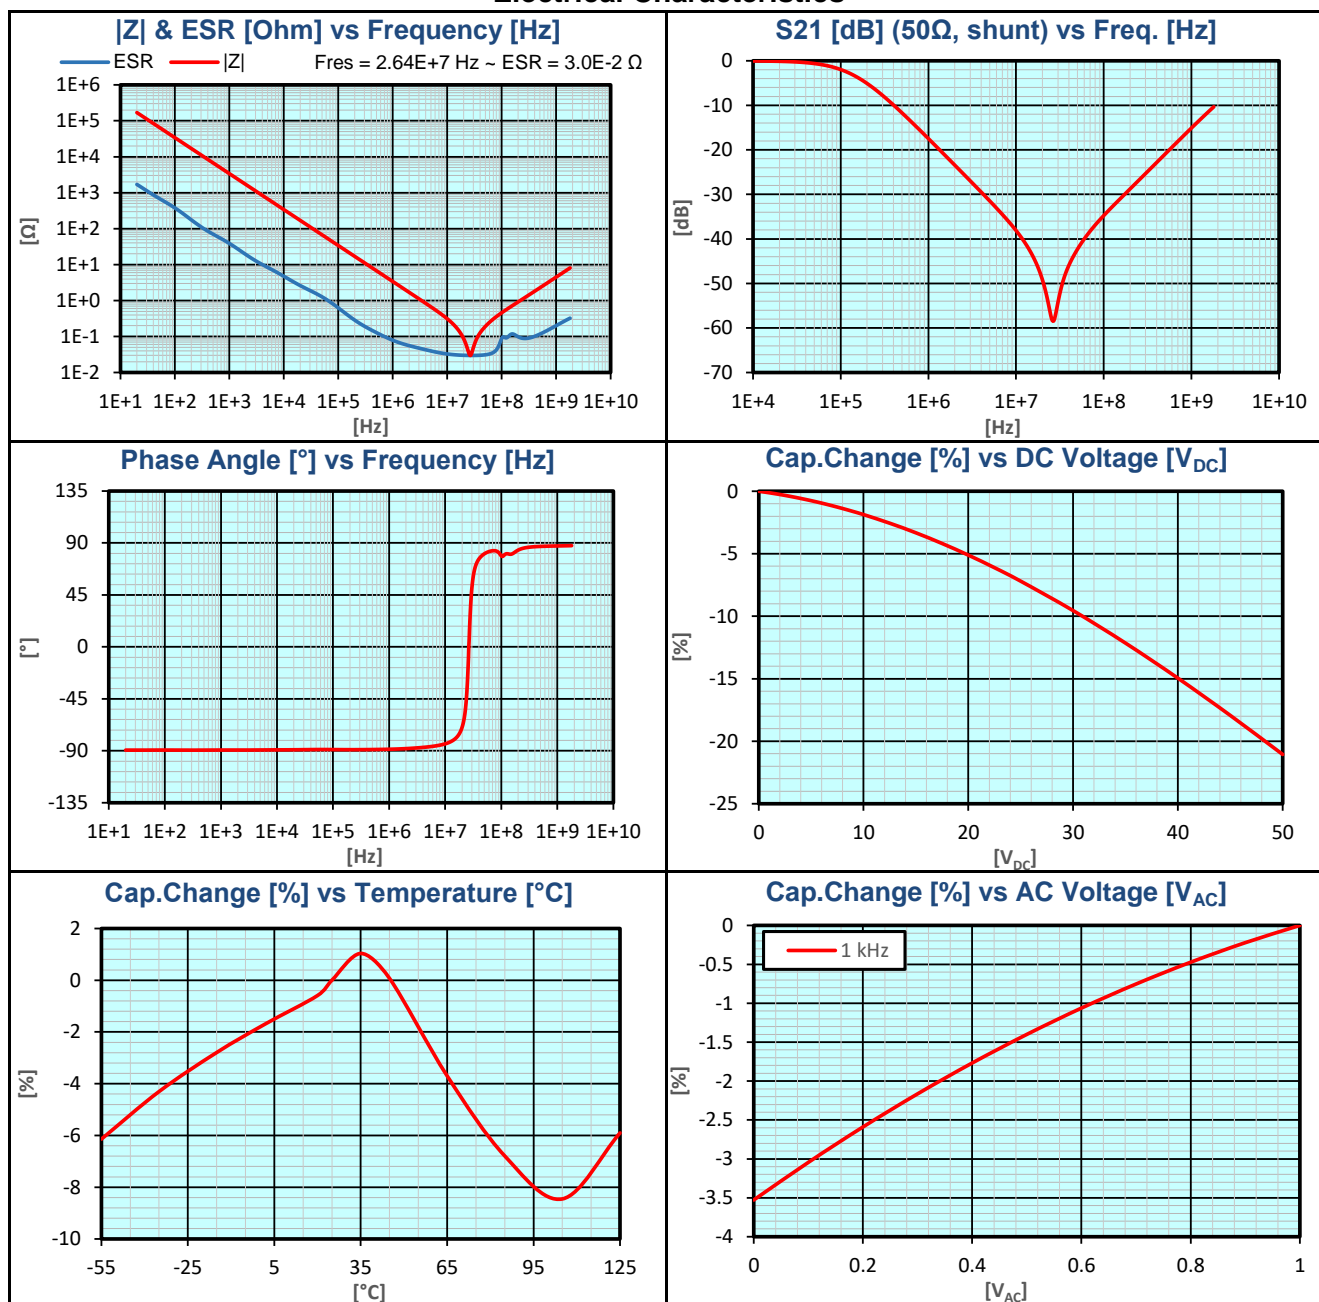 Electrical Characteristics
|Z| & ESR [Ohm] vs Frequency [Hz]
ESR |Z| Fres = 2.64E+7 Hz ~ ESR = 3.0E-2 Ω
1E+6
1E+5
1E+4
1E+3
1E+2
1E+1
1E+0
1E-1
1E-2
[Ω]
1E+1 1E+2 1E+3 1E+4 1E+5 1E+6 1E+7 1E+8 1E+9 1E+10
[Hz]
S21 [dB] (50Ω, shunt) vs Freq. [Hz]
0
-10
-20
-30
-40
-50
-60
-70
[dB]
1E+4 1E+5 1E+6 1E+7 1E+8 1E+9 1E+10
[Hz]
Phase Angle [°] vs Frequency [Hz]
135
90
45
0
-45
-90
-135
[°]
1E+1 1E+2 1E+3 1E+4 1E+5 1E+6 1E+7 1E+8 1E+9 1E+10
[Hz]
Cap.Change [%] vs DC Voltage [VDC]
0
-5
-10
-15
-20
-25
[%]
0 10 20 30 40 50
[VDC]
Cap.Change [%] vs Temperature [°C]
2
0
-2
-4
-6
-8
-10
[%]
-55 -25 5 35 65 95 125
[°C]
Cap.Change [%] vs AC Voltage [VAC]
1 kHz
0
-0.5
-1
-1.5
-2
-2.5
-3
-3.5
-4
[%]
0 0.2 0.4 0.6 0.8 1
[VAC]